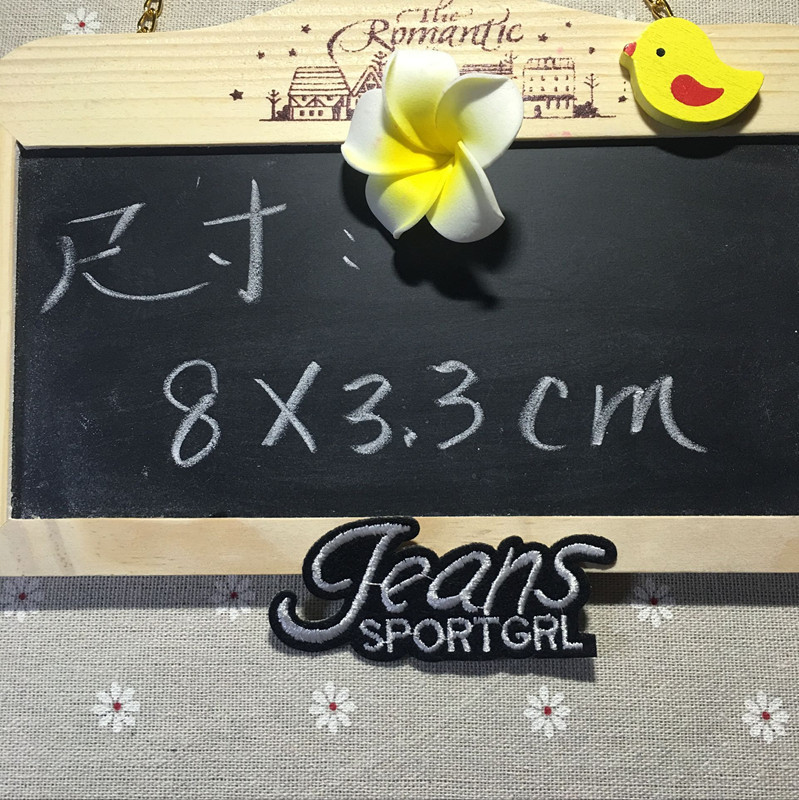 The
Romantic
尺寸:
8X3.3cm
Jeans
SPORTGRL